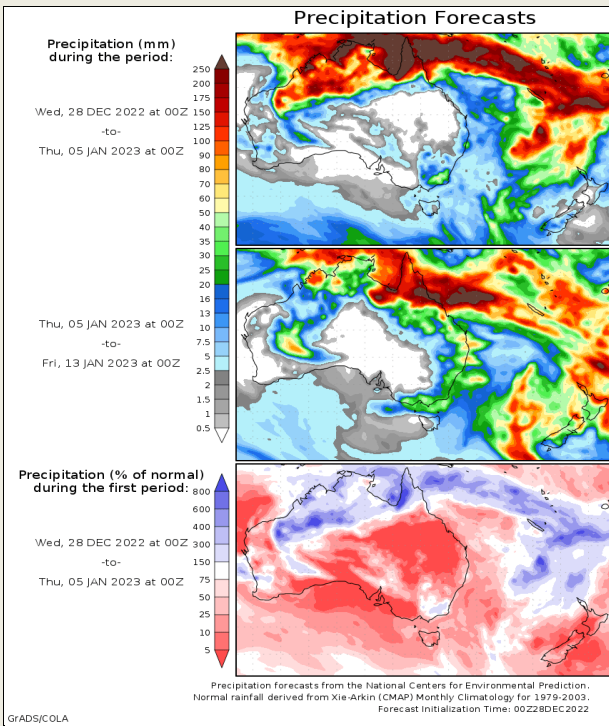 Precipitation Forecasts
Precipitation (mm)
during the period:
Wed, 28 DEC 2022 at 00Z
-to-
Thu, 05 JAN 2023 at 00Z
250
200
175
150
125
100
90
80
70
60
50
40
35
30
25
20
16
13
10
7.5
5
2.5
2
1.5
1
0.5
Thu, 05 JAN 2023 at 00Z
-to-
Fri, 13 JAN 2023 at 00Z
Precipitation (% of normal)
during the first period:
Wed, 28 DEC 2022 at 00Z
-to-
Thu, 05 JAN 2023 at 00Z
800
600
400
300
150
75
50
25
10
5
Precipitation forecasts from the National Centers for Environmental Prediction.
Normal rainfall derived from Xie-Arkin (CMAP) Monthly Climatology for 1979-2003.
Forecast Initialization Time: 00Z28DEC2022
GrADS/COLA